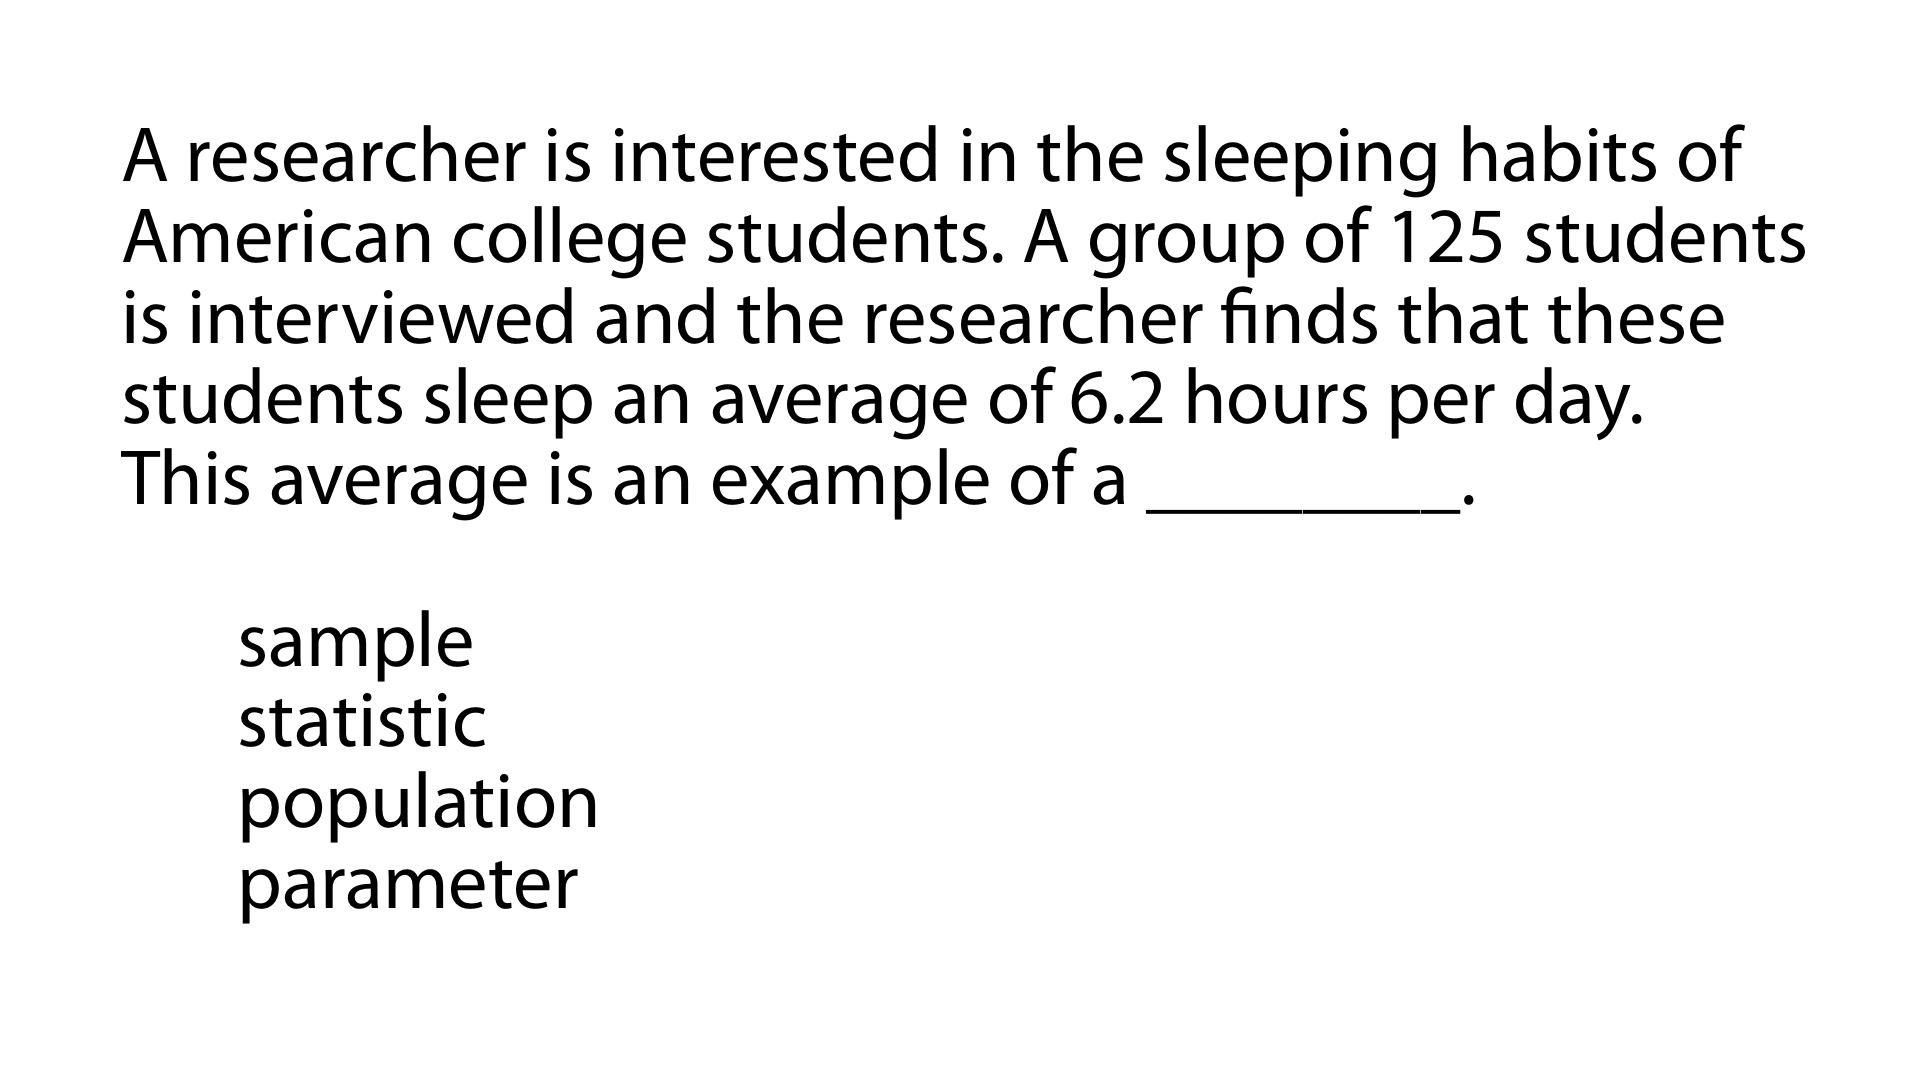 A researcher is interested in the sleeping habits of
American college students. A group of 125 students
is interviewed and the researcher finds that these
students sleep an average of 6.2 hours per day.
This average is an example of a _________.
sample
statistic
population
parameter